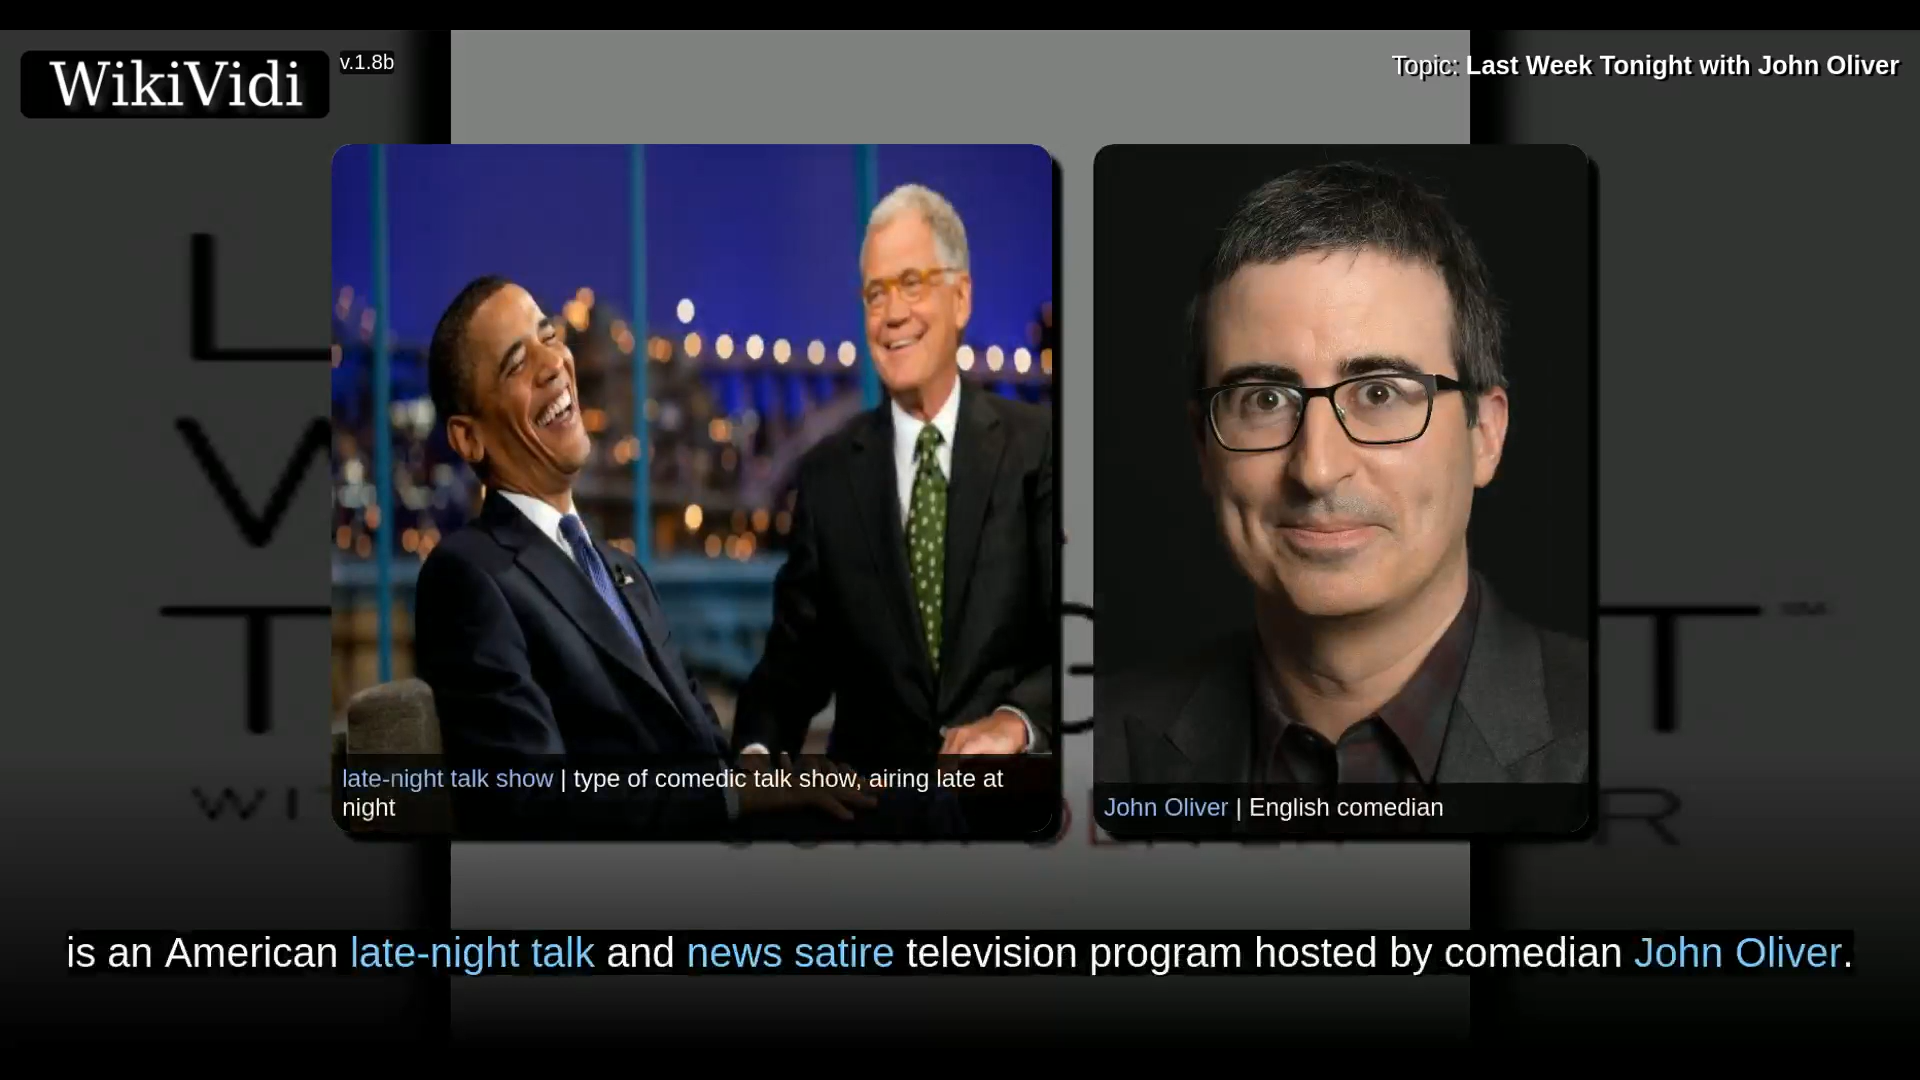 WikiVidi
v.1.8b
Topic: Last Week Tonight with John Oliver
late-night talk show | type of comedic talk show, airing late at
night
John Oliver | English comedian
is an American late-night talk and news satire television program hosted by comedian John Oliver.